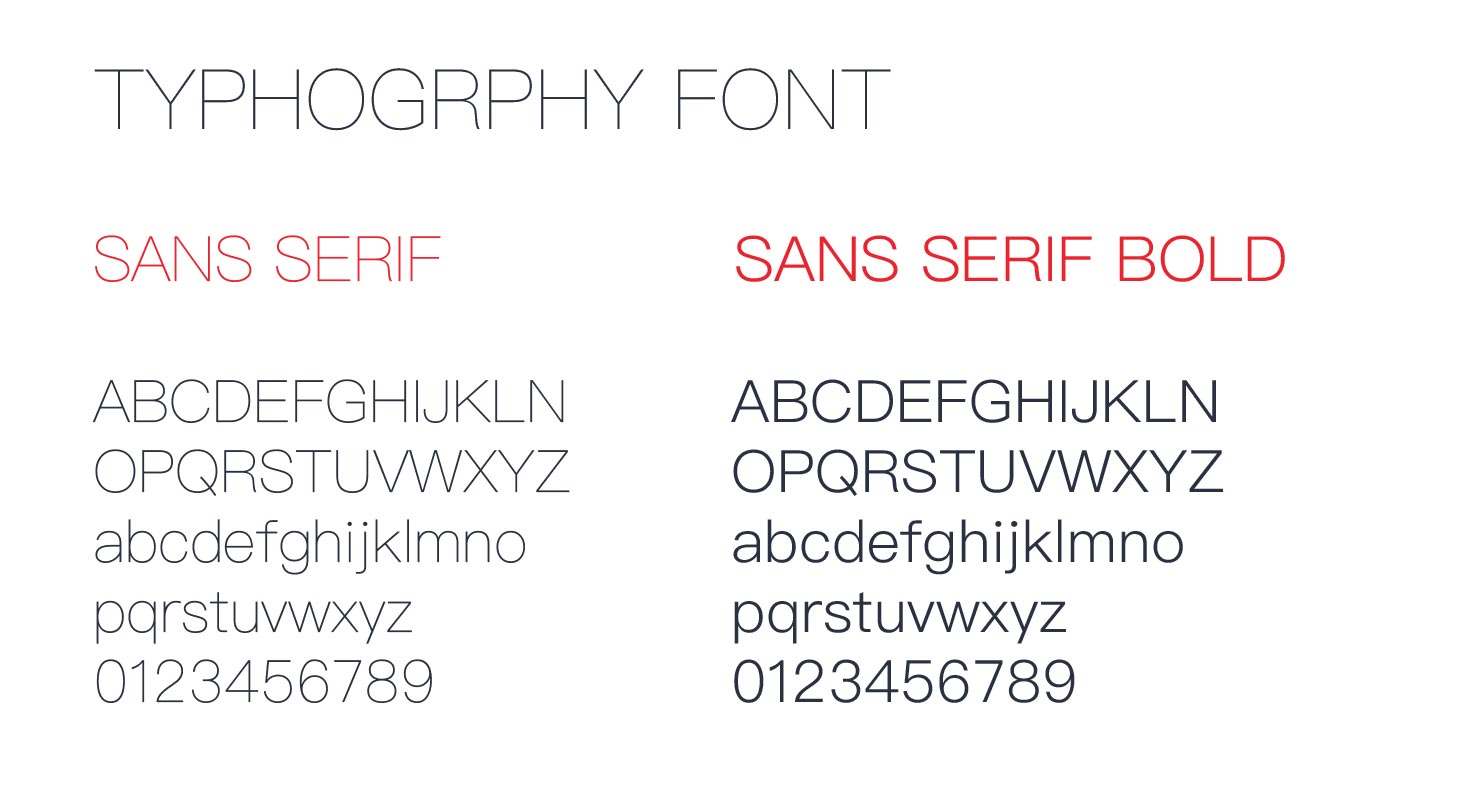 TYPHOGRPHY FONT
SANS SERIF
ABCDEFGHIJKLN
OPQRSTUVWXYZ
abcdefghijklmno
pqrstuvwxyz
0123456789
SANS SERIF BOLD
ABCDEFGHIJKLN
OPQRSTUVWXYZ
abcdefghijklmno
pqrstuvwxyz
0123456789